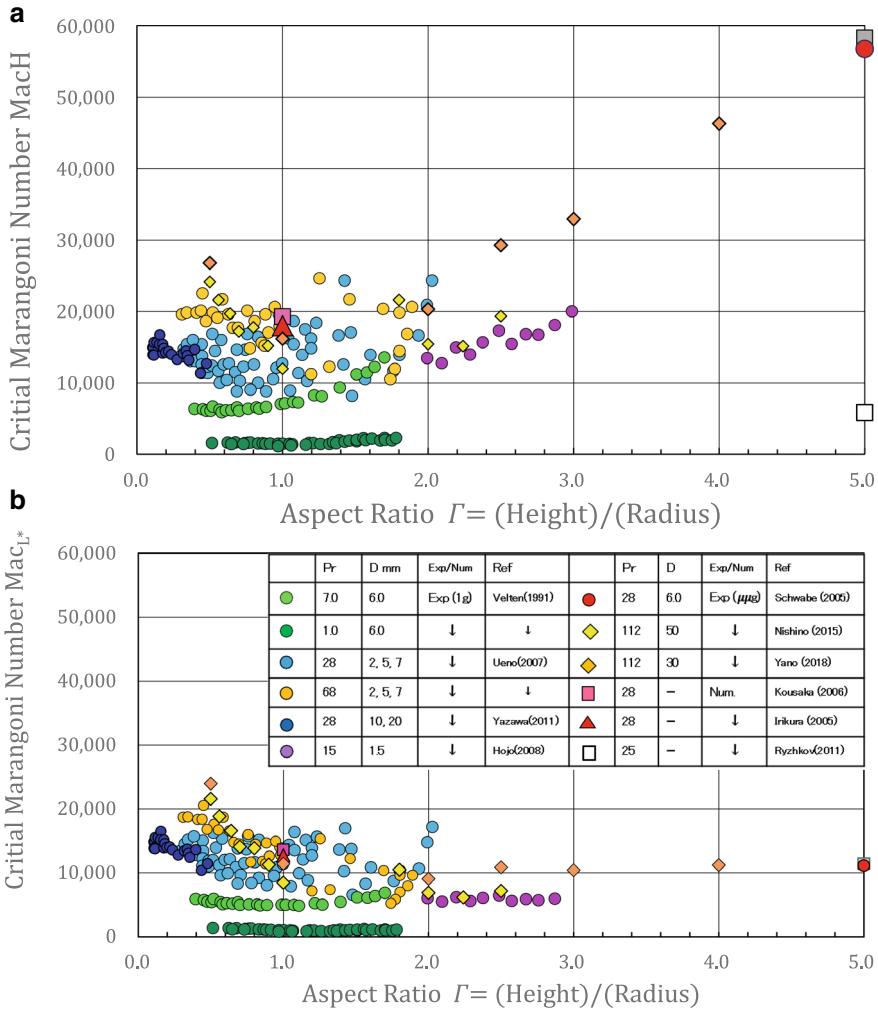 a
Critial Marangoni Number MacH
60,000
50,000
40,000
30,000
20,000
10,000
0
0.0 1.0 2.0 3.0 4.0 5.0
Aspect Ratio Γ = (Height)/(Radius)
b
Critial Marangoni Number Mac_L*
60,000
50,000
40,000
30,000
20,000
10,000
0
Pr D mm Exp/Num Ref Pr D Exp/Num Ref
7.0 6.0 Exp (1g) Velten(1991) 28 6.0 Exp (μμg) Schwabe (2005)
1.0 6.0 ↓ ↓ 112 50 ↓ Nishino (2015)
28 2, 5, 7 ↓ Ueno(2007) 112 30 ↓ Yano (2018)
68 2, 5, 7 ↓ ↓ 28 − Num. Kousaka (2006)
28 10, 20 ↓ Yazawa(2011) 28 − ↓ Irikura (2005)
15 1.5 ↓ Hojo(2008) 25 − ↓ Ryzhkov(2011)
0.0 1.0 2.0 3.0 4.0 5.0
Aspect Ratio Γ = (Height)/(Radius)